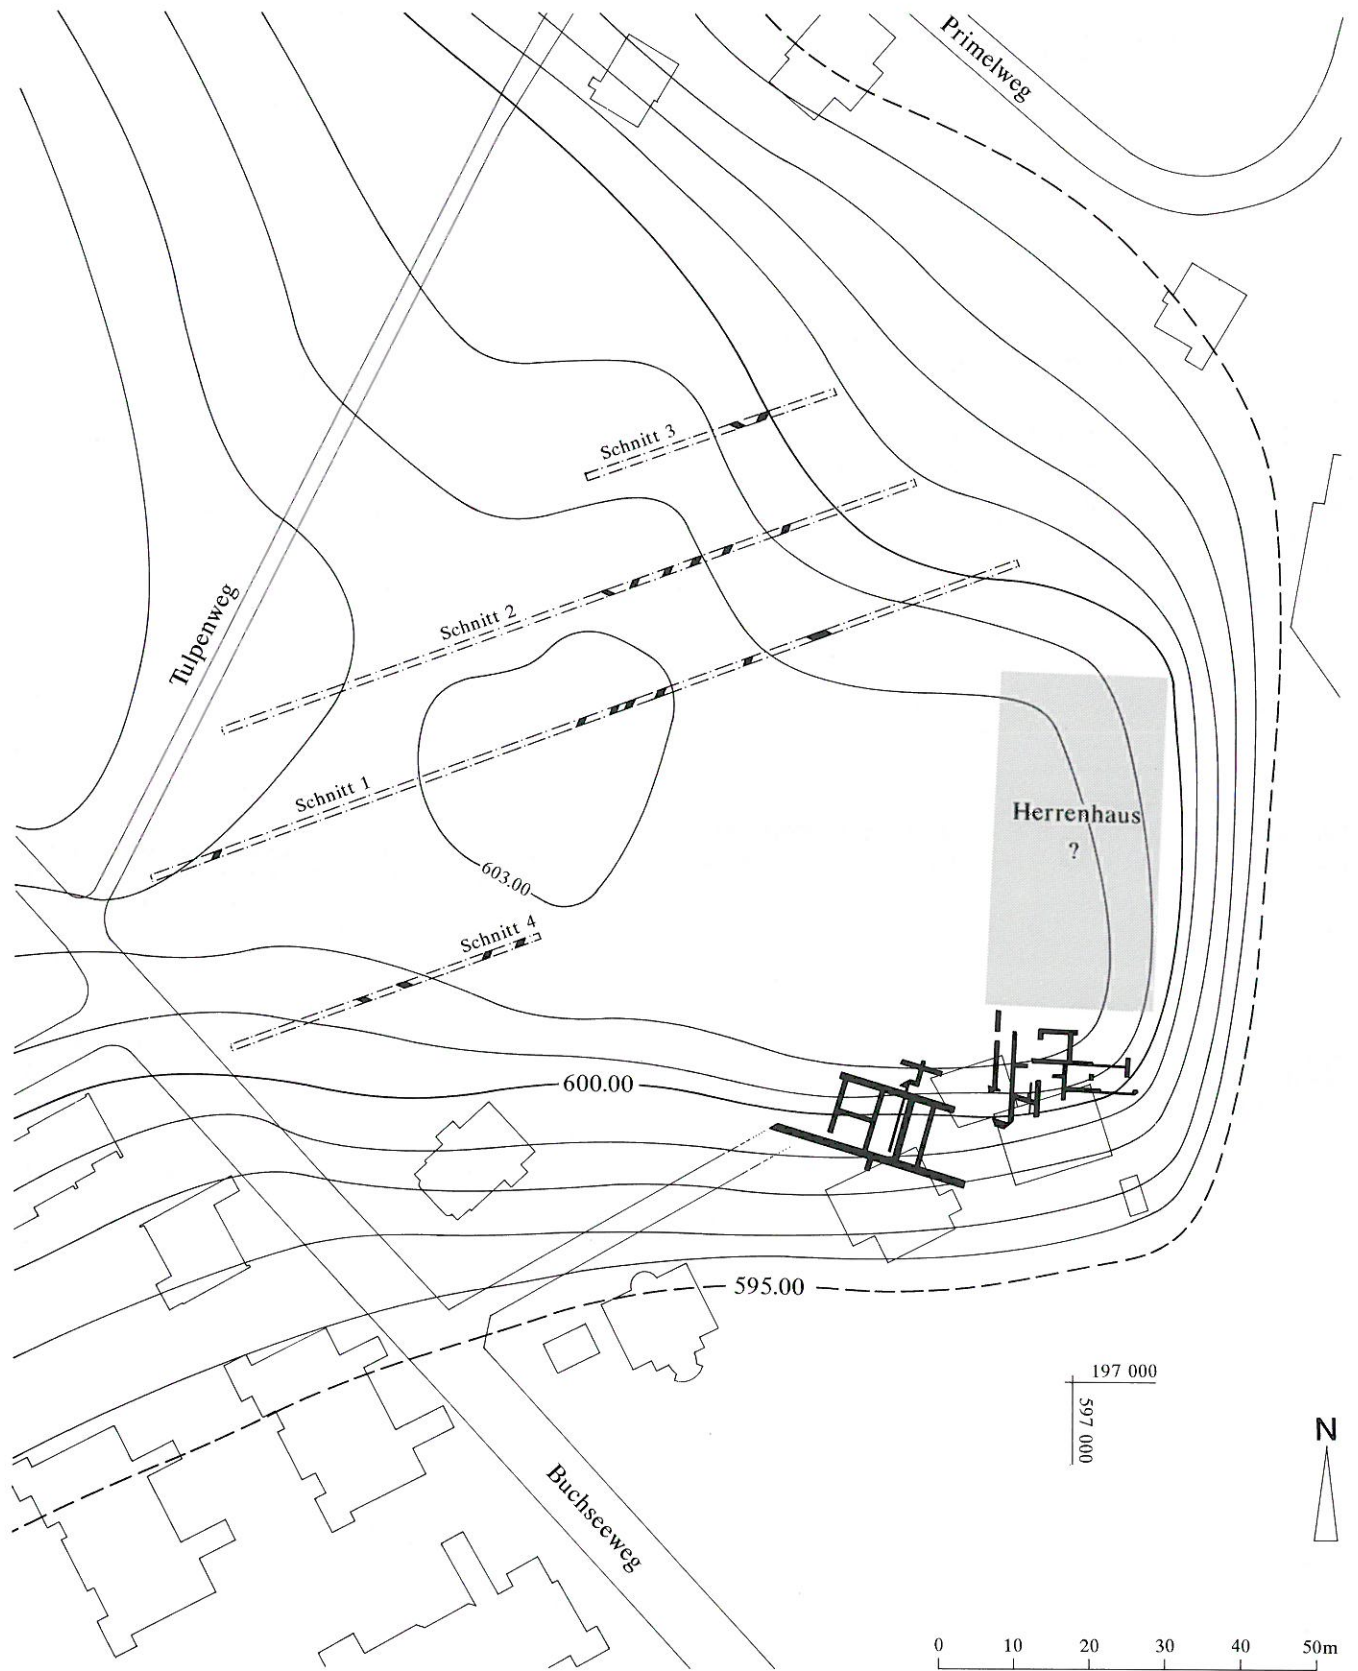 Primelweg
Schnitt 3
Schnitt 2
Tulpenweg
Schnitt 1
Herrenhaus
?
603.00
Schnitt 4
600.00
595.00
197 000
597 000
N
Buchseeweg
0 10 20 30 40 50m